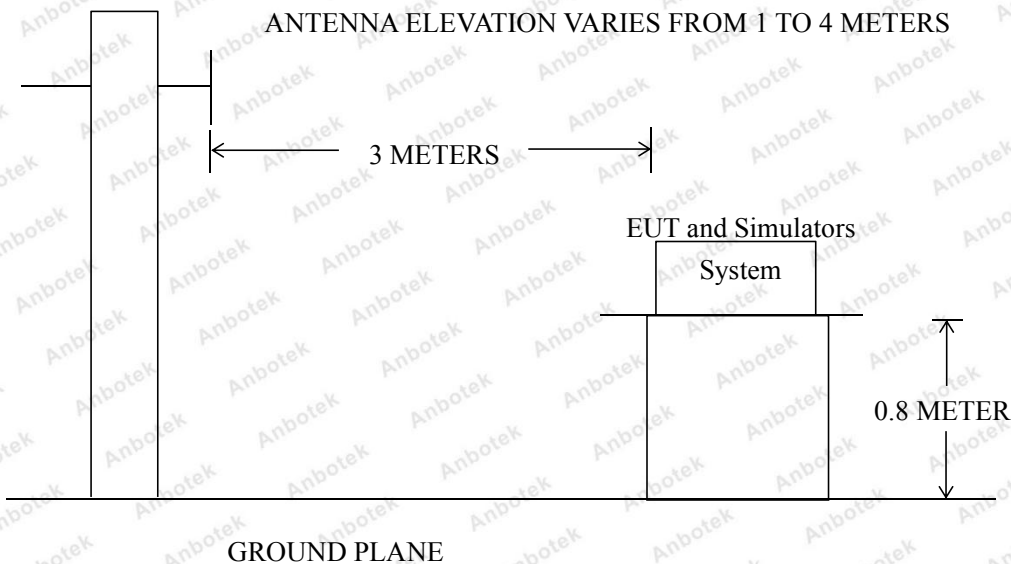 ANTENNA ELEVATION VARIES FROM 1 TO 4 METERS
3 METERS
EUT and Simulators
System
0.8 METER
GROUND PLANE
Anbotek